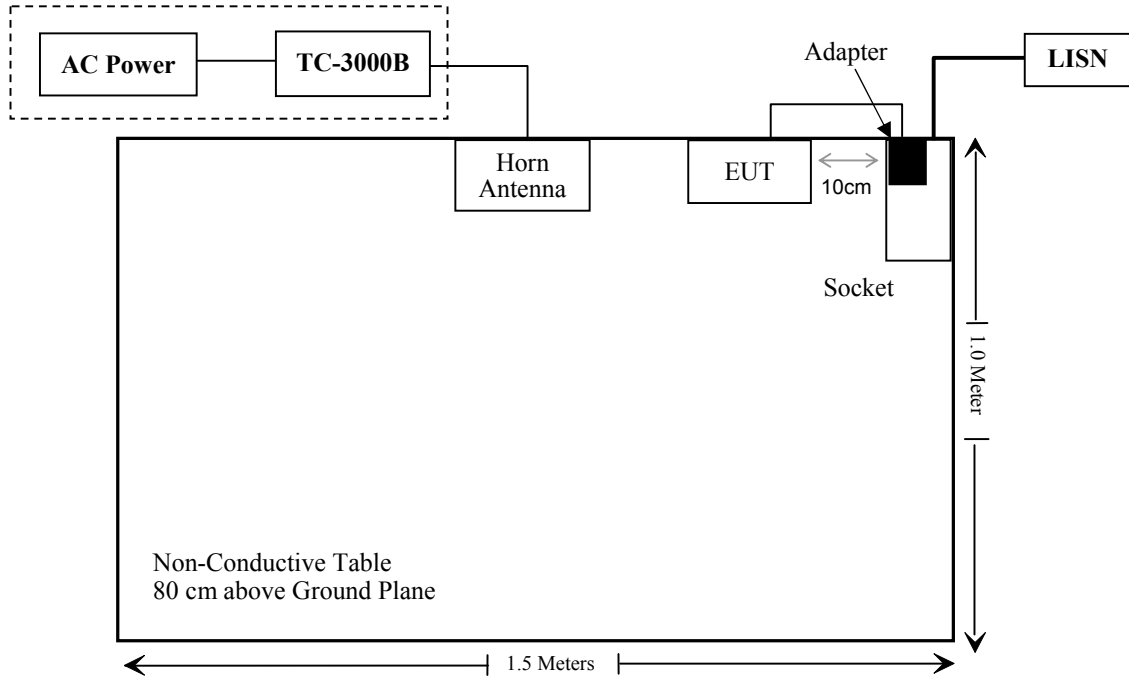 AC Power
TC-3000B
Adapter
LISN
Horn
Antenna
EUT
10cm
Socket
1.0 Meter
Non-Conductive Table
80 cm above Ground Plane
1.5 Meters